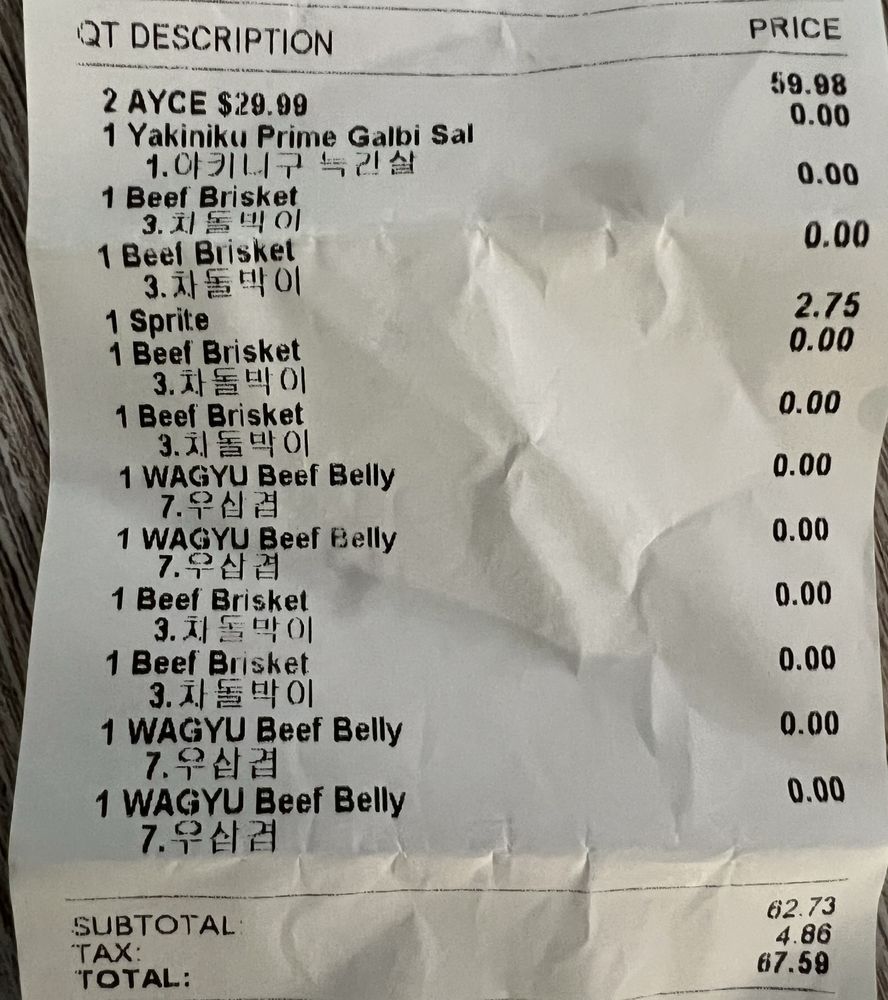 QT DESCRIPTION PRICE
2 AYCE $29.99 59.98
1 Yakiniku Prime Galbi Sal 0.00
1.야키니구 늑긴살
1 Beef Brisket 0.00
3.차돌박이
1 Beef Brisket 0.00
3.차돌박이
1 Sprite 2.75
1 Beef Brisket 0.00
3.차돌박이
1 Beef Brisket 0.00
3.차돌박이
1 WAGYU Beef Belly 0.00
7.우삼겹
1 WAGYU Beef Belly 0.00
7.우삼겹
1 Beef Brisket 0.00
3.차돌박이
1 Beef Brisket 0.00
3.차돌박이
1 WAGYU Beef Belly 0.00
7.우삼겹
1 WAGYU Beef Belly 0.00
7.우삼겹
SUBTOTAL: 62.73
TAX: 4.86
TOTAL: 67.59